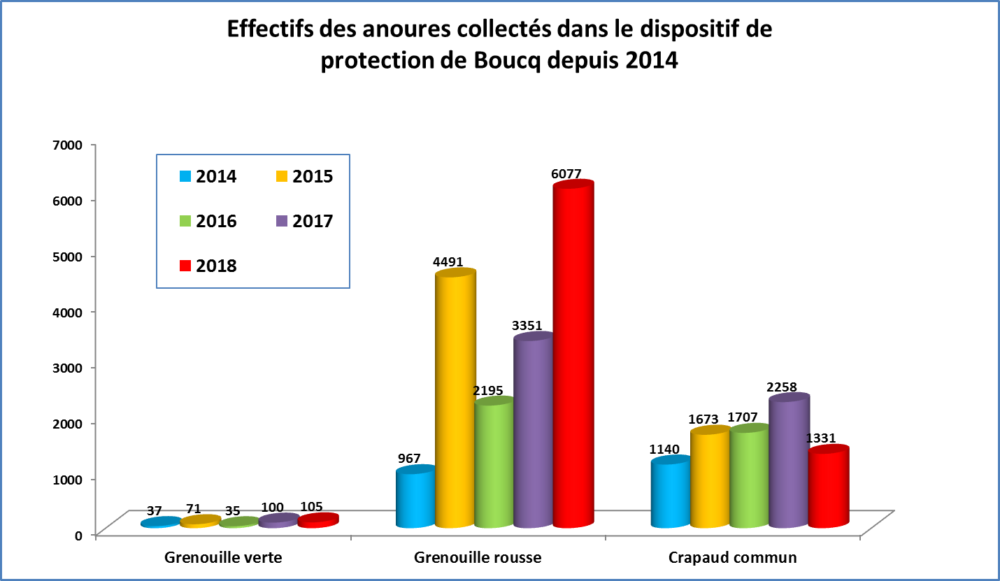 Effectifs des anoures collectés dans le dispositif de
protection de Boucq depuis 2014
7000
6000
5000
4000
3000
2000
1000
0
2014 2015
2016 2017
2018
37 71 35 100 105
967 4491 2195 3351 6077
1140 1673 1707 2258 1331
Grenouille verte Grenouille rousse Crapaud commun